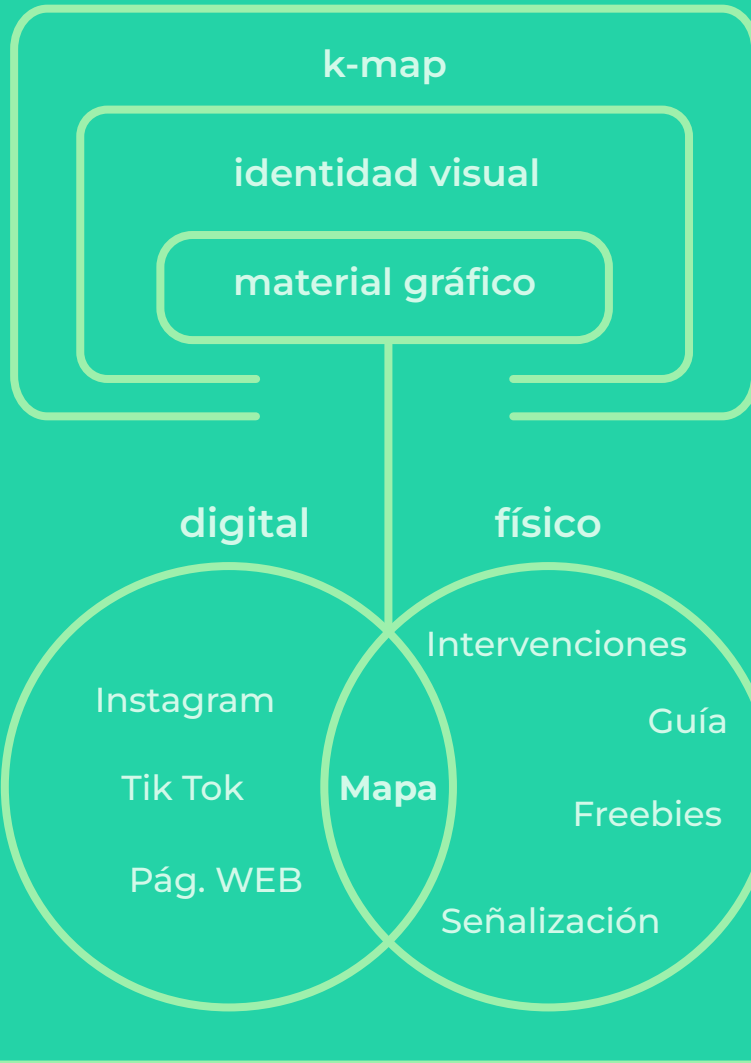 k-map
identidad visual
material gráfico
digital
físico
Instagram
Tik Tok
Pág. WEB
Mapa
Intervenciones
Guía
Freebies
Señalización